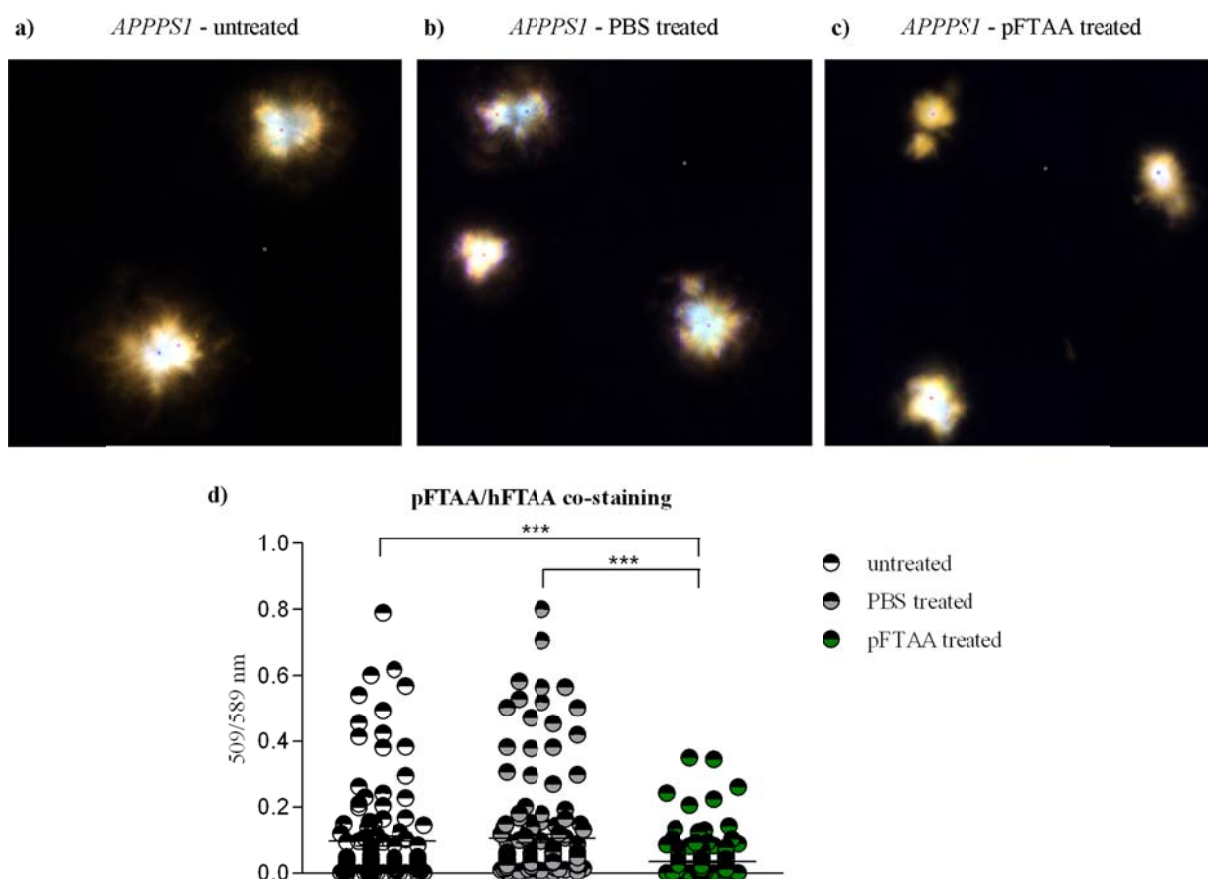 a) APPPS1 - untreated
b) APPPS1 - PBS treated
c) APPPS1 - pFTAA treated
d) pFTAA/hFTAA co-staining
***
***
509/589 nm
1.0
0.8
0.6
0.4
0.2
0.0
untreated
PBS treated
pFTAA treated